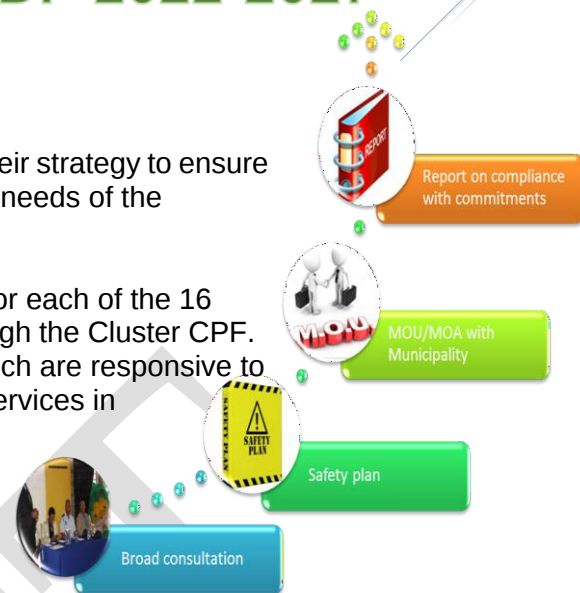 2022-2027
eir strategy to ensure
needs of the
or each of the 16
gh the Cluster CPF.
ch are responsive to
ervices in
REPORT
Report on compliance
with commitments
M.O.U
MOU/MOA with
Municipality
SAFETY
PLAN
SAFETY PLAN
Safety plan
Broad consultation